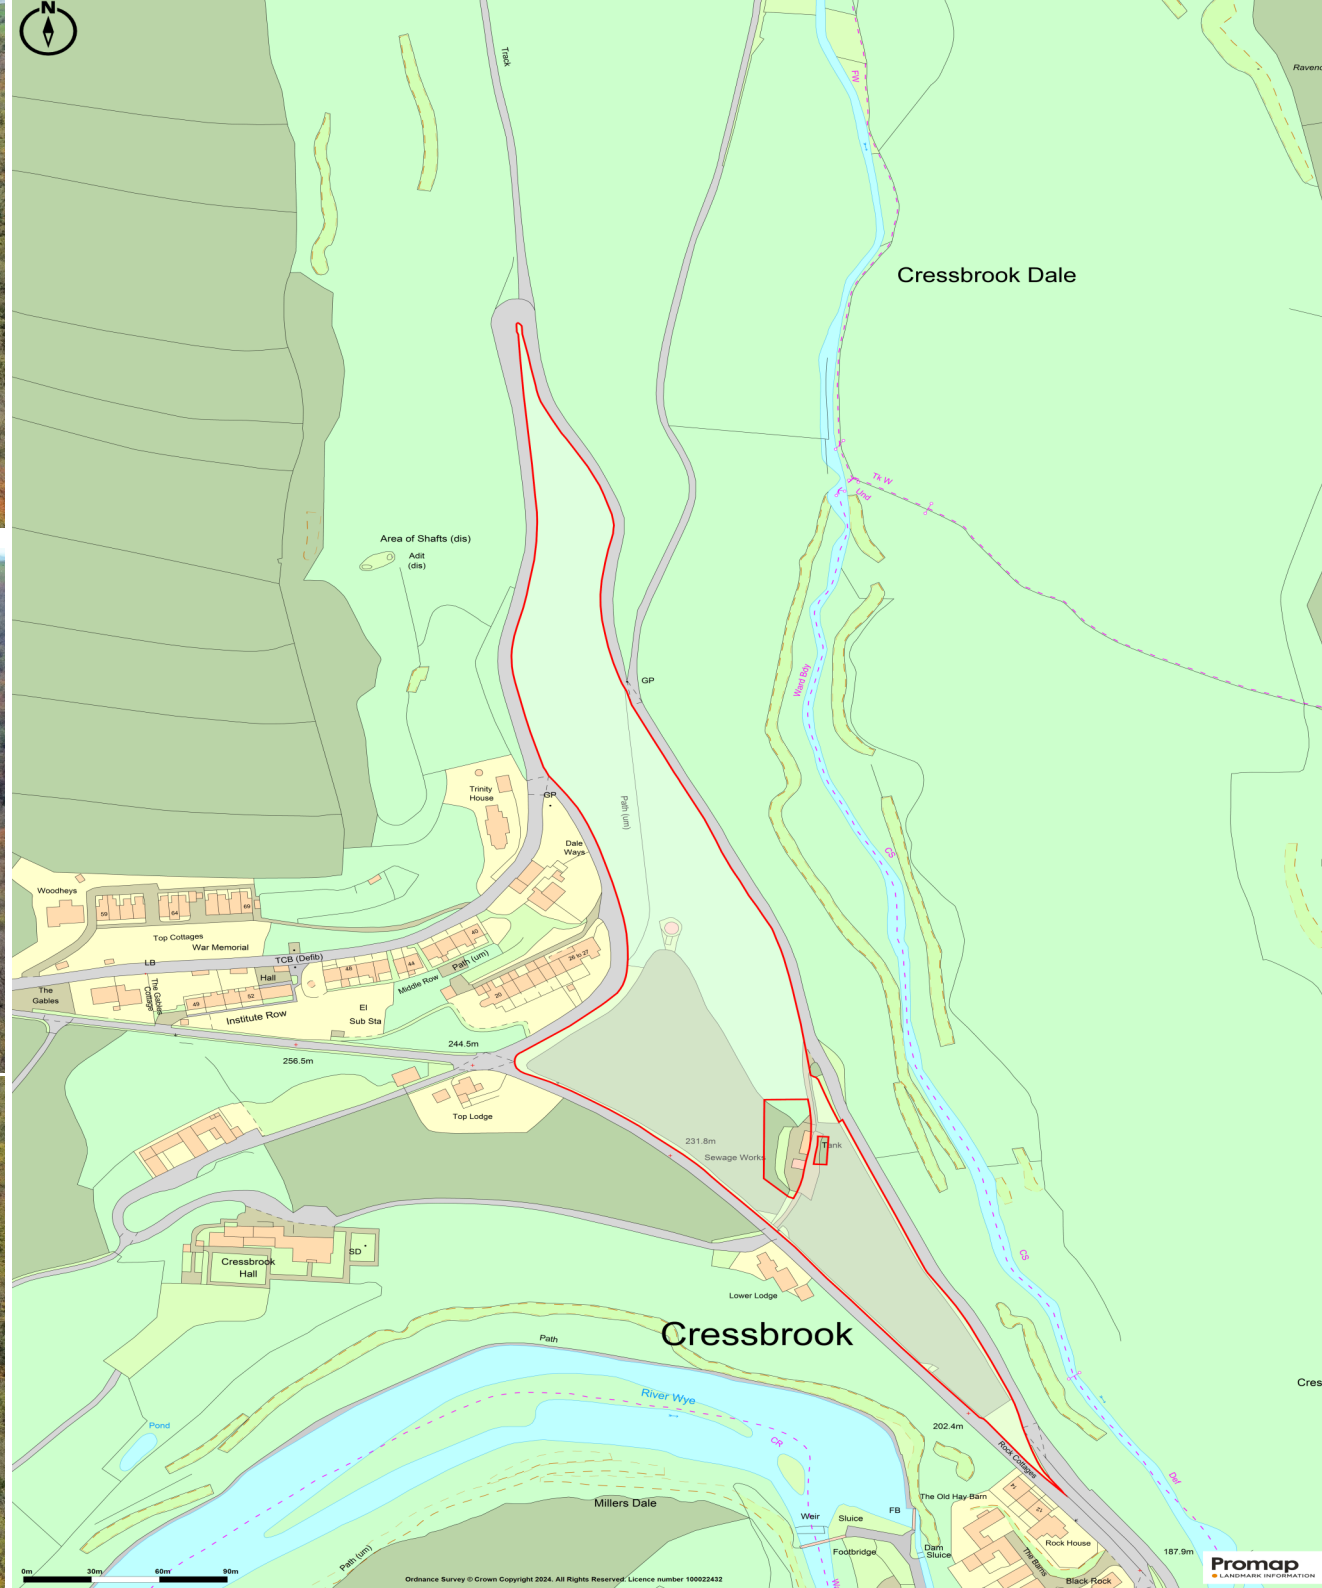 N
Track
FW
Ravenc
Cressbrook Dale
Tk W
Und
Area of Shafts (dis)
Adit
(dis)
Ward Bdy
GP
Trinity
House
GP
Path (um)
Dale
Ways
CS
Woodheys
59
64
69
40
Top Cottages
War Memorial
LB
TCB (Defib)
Hall
48
44
Path (um)
26 to 27
Middle Row
20
The
Gables
The Gables
Cottage
49
52
Institute Row
El
Sub Sta
244.5m
256.5m
Top Lodge
231.8m
Sewage Works
Tank
SD
Cressbrook
Hall
CS
Lower Lodge
Cressbrook
Path
Cres
River Wye
Pond
CR
202.4m
Rock Cottages
Def
14
12
Millers Dale
The Old Hay Barn
Weir
Sluice
FB
Footbridge
Dam
Sluice
Rock House
The Barns
187.9m
Path (um)
Black Rock
W
0m
30m
60m
90m
Ordnance Survey © Crown Copyright 2024. All Rights Reserved. Licence number 100022432
Promap
LANDMARK INFORMATION